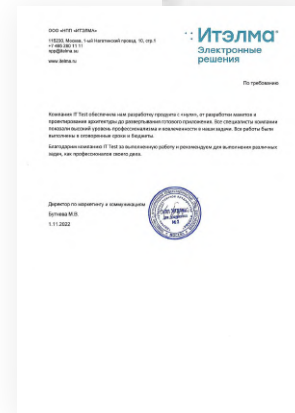 ООО «НПП «ИТЭЛМА»
115230, Москва, 1-ый Нагатинский проезд, 10, стр.1
+7 495 280 11 11
npp@itelma.su
www.itelma.su
Итэлма
Электронные
решения
По требованию
Компания IT Test обеспечила нам разработку продукта с «нуля», от разработки макетов и
проектирования архитектуры до развертывания готового приложения. Все специалисты компании
показали высокий уровень профессионализма и вовлеченности в наши задачи. Все работы были
выполнены в оговоренные сроки и бюджеты.
Благодарим компанию IT Test за выполненную работу и рекомендуем для выполнения различных
задач, как профессионалов своего дела.
Директор по маркетингу и коммуникациям
Бутнева М.В.
1.11.2022